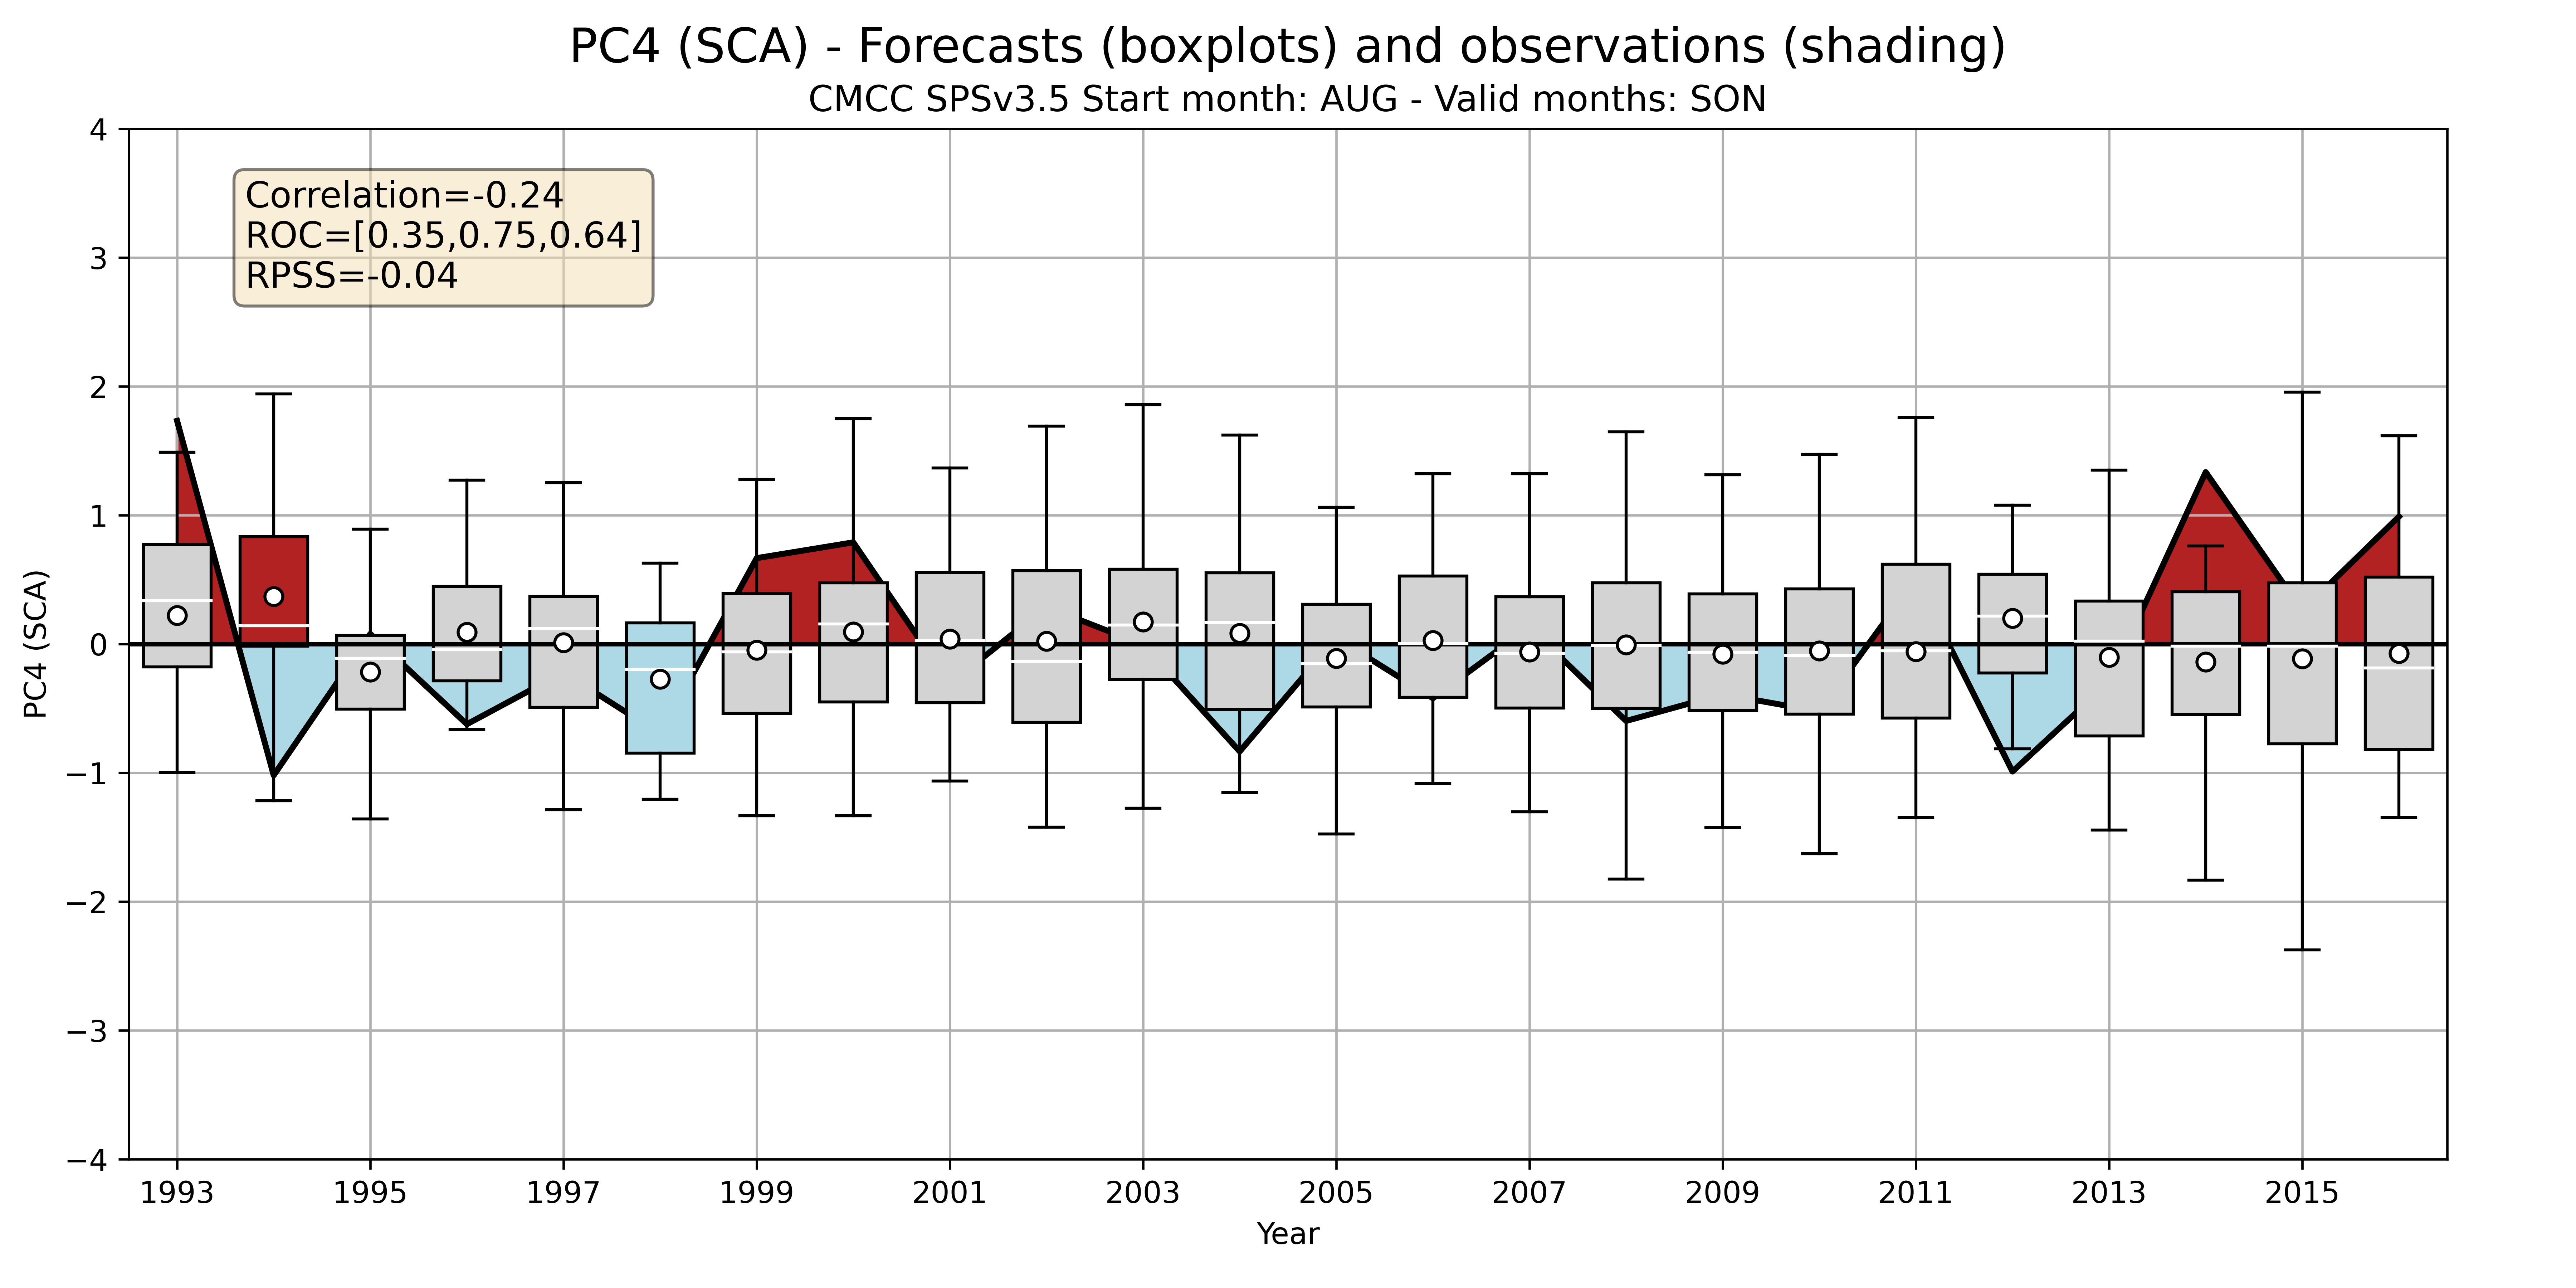 PC4 (SCA) - Forecasts (boxplots) and observations (shading)
CMCC SPSv3.5 Start month: AUG - Valid months: SON
Correlation=-0.24
ROC=[0.35,0.75,0.64]
RPSS=-0.04
PC4 (SCA)
4
3
2
1
0
−1
−2
−3
−4
1993 1995 1997 1999 2001 2003 2005 2007 2009 2011 2013 2015
Year